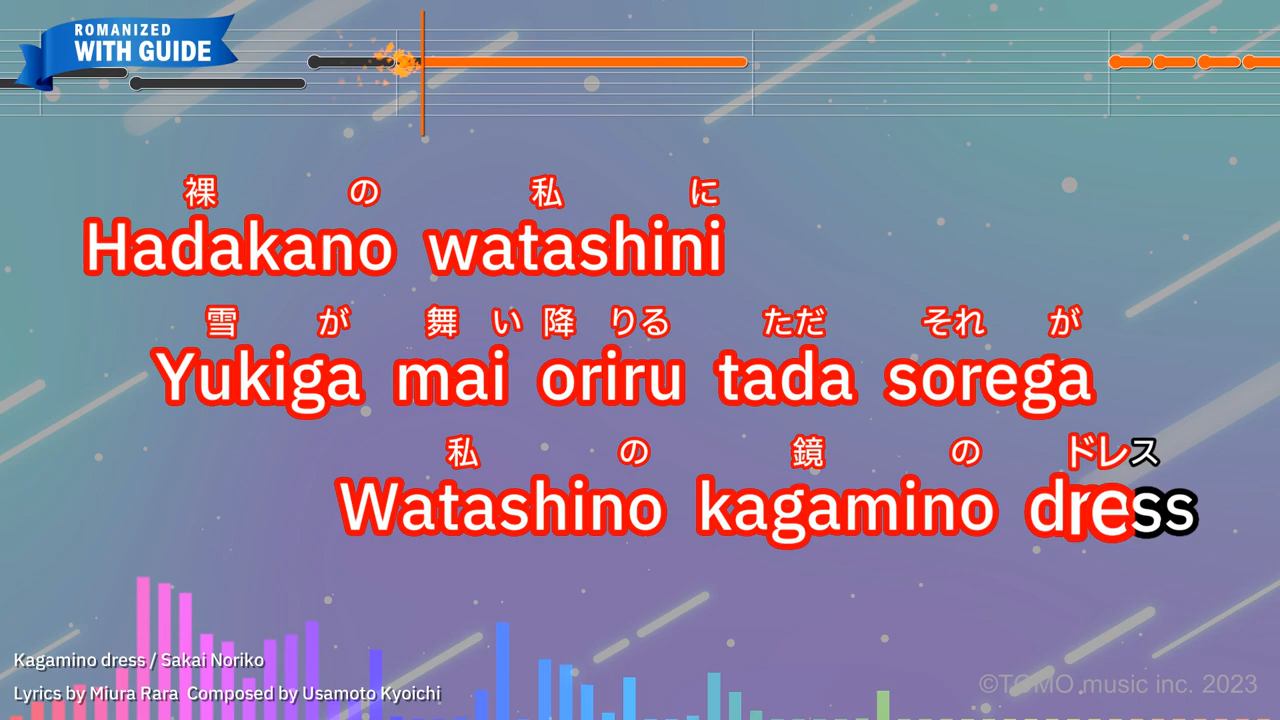 ROMANIZED
WITH GUIDE
裸の私に
Hadakano watashini
雪が舞い降りるただそれが
Yukiga mai oriru tada sorega
私の鏡のドレス
Watashino kagamino dress
Kagamino dress / Sakai Noriko
Lyrics by Miura Rara Composed by Usamoto Kyoichi
©TOMO music inc. 2023